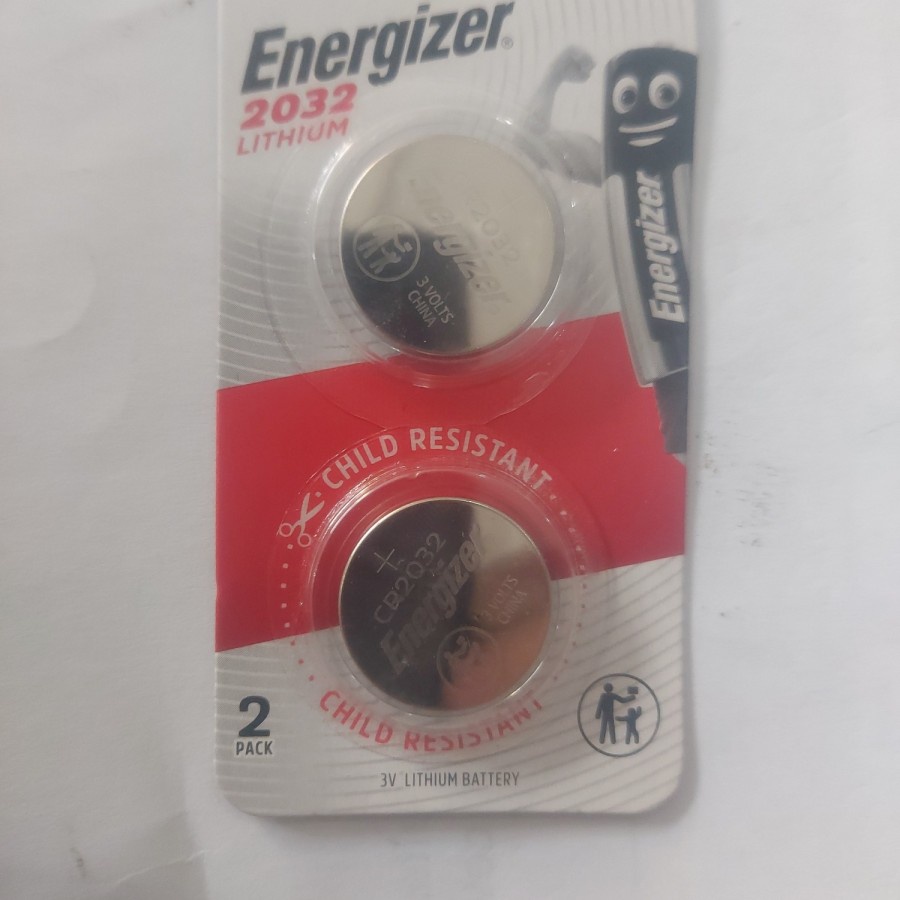 Energizer®
2032
LITHIUM
Energizer
2032
Energizer
3 VOLTS
CHINA
CHILD RESISTANT
+
CR2032
Energizer
3 VOLTS
CHINA
CHILD RESISTANT
2
PACK
3V LITHIUM BATTERY